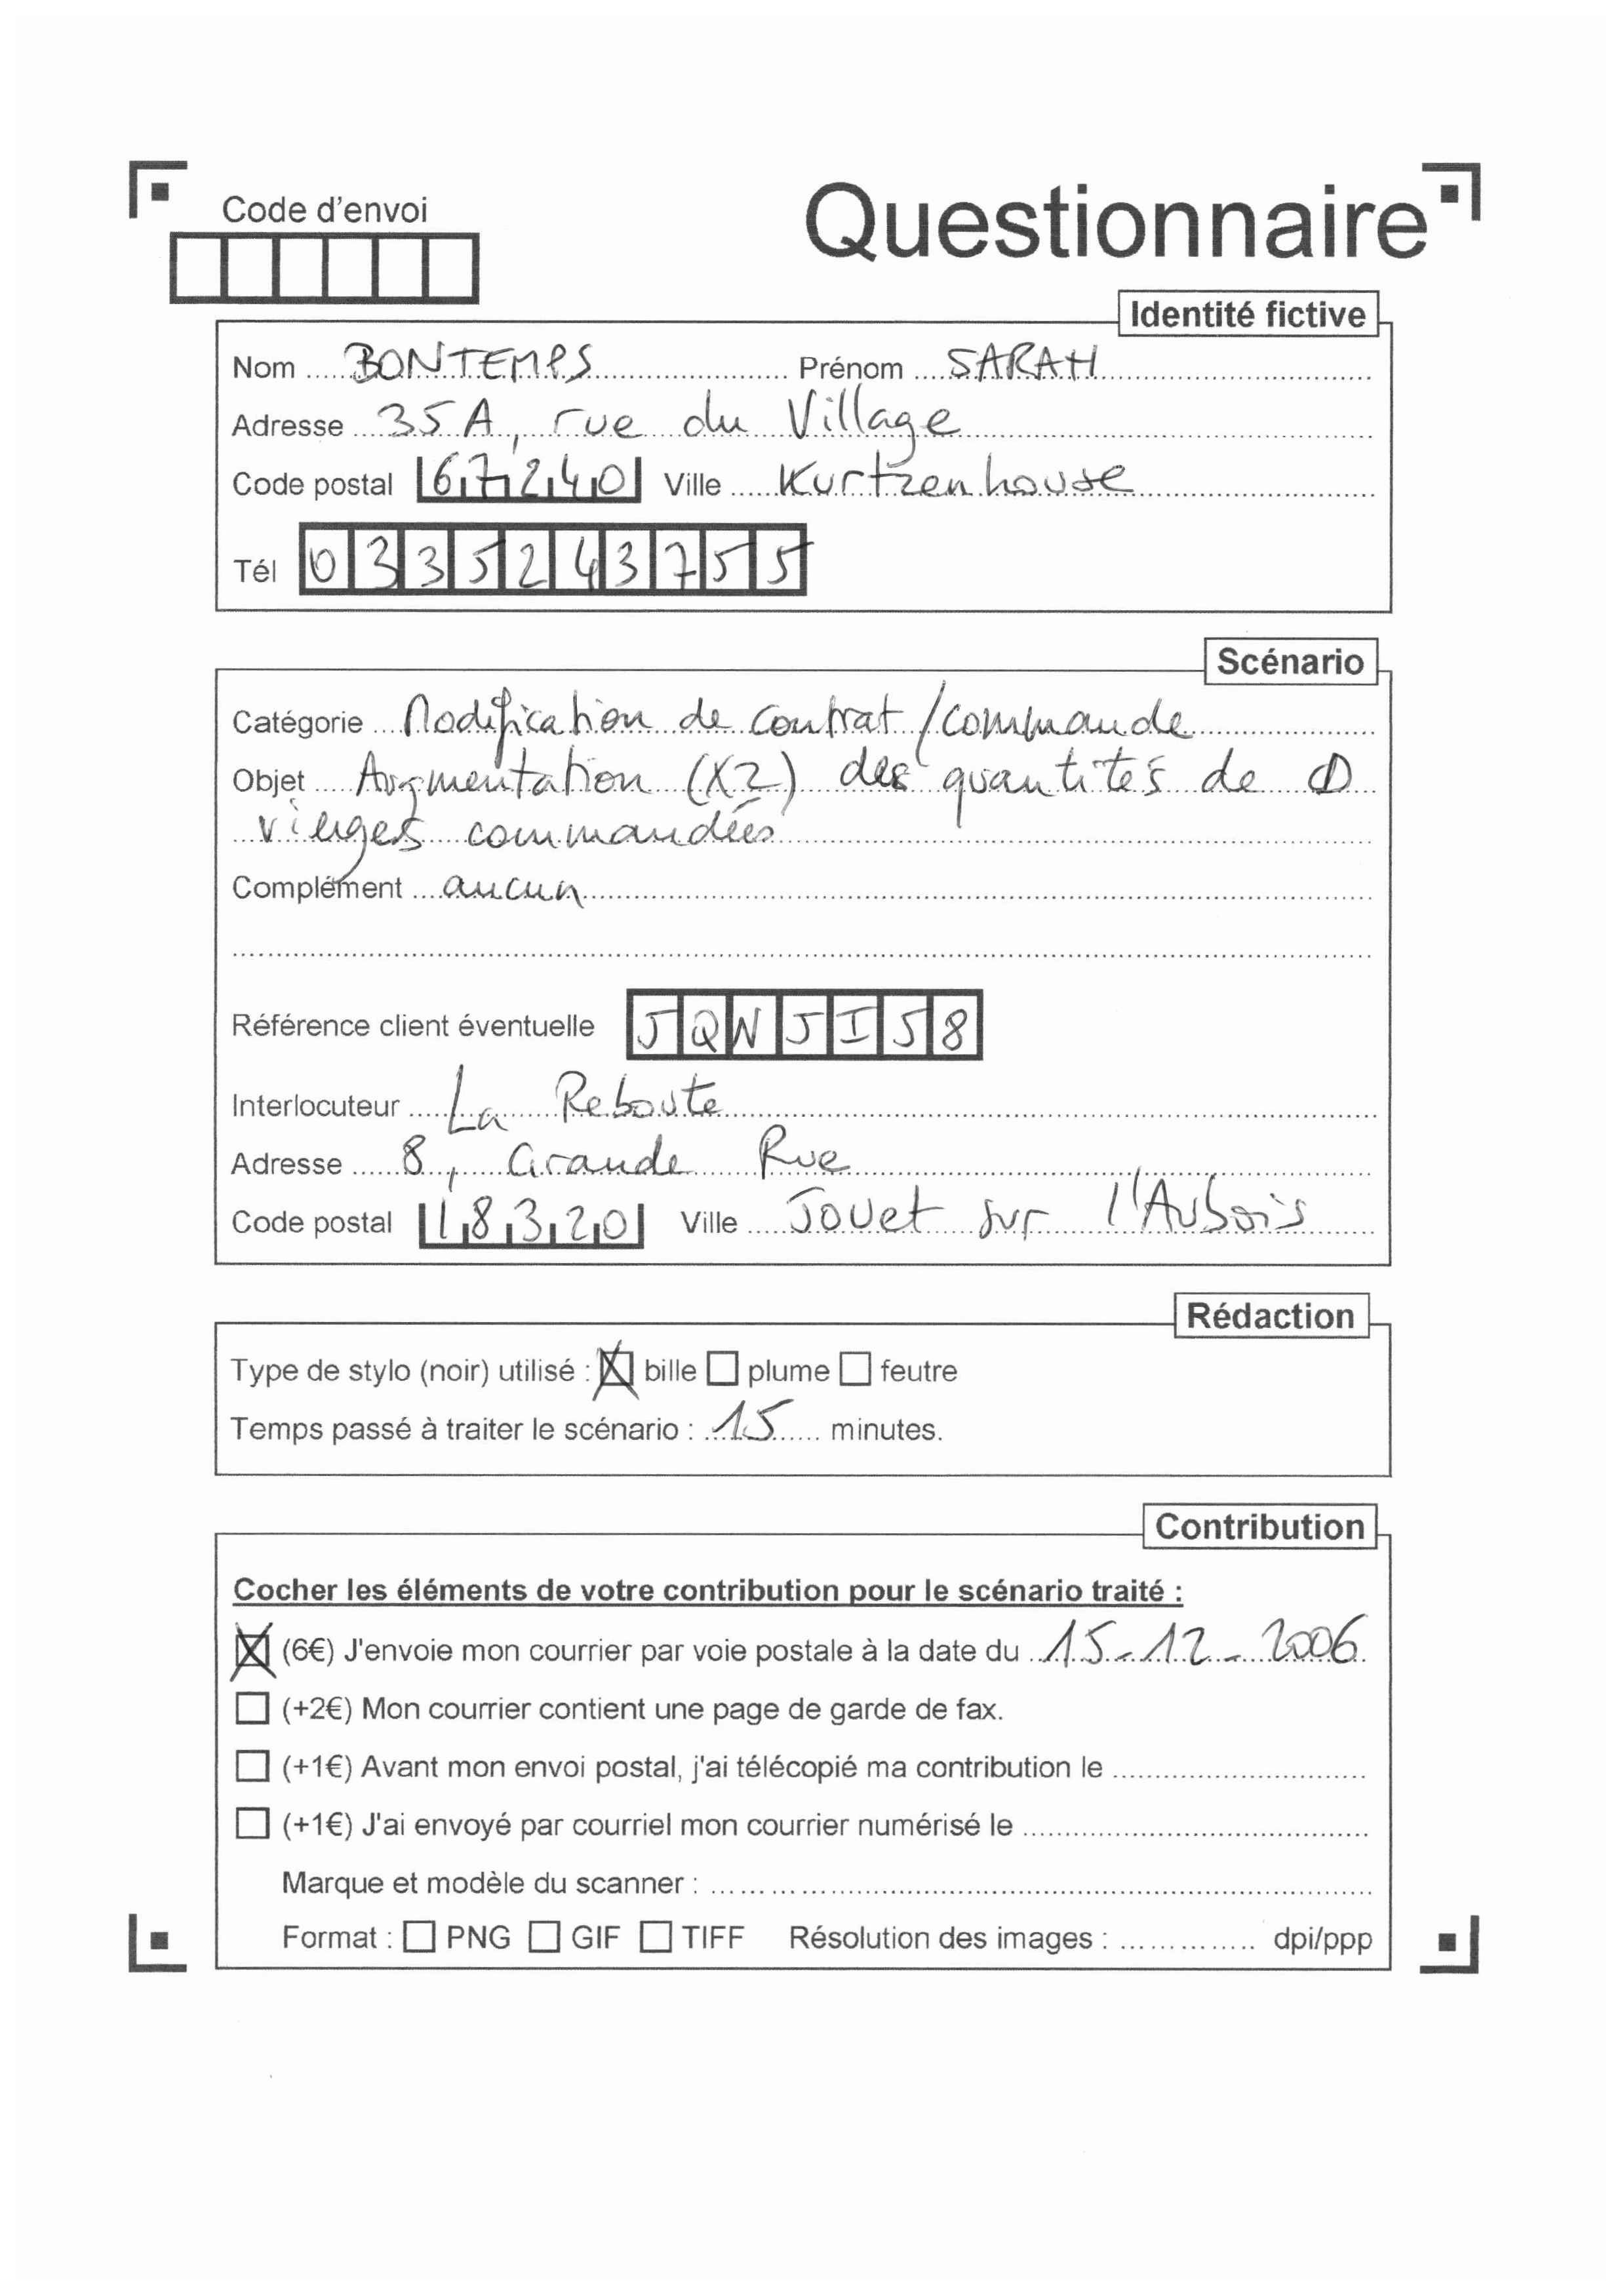 Code d'envoi
Questionnaire
Identité fictive
Nom BONTEMPS Prénom SARAH
Adresse 35A, rue du Village
Code postal 67240 Ville Kurtzenhouse
Tél 0335243755
Scénario
Catégorie Modification de contrat/commande
Objet Augmentation (x2) des quantités de CD
vierges commandées
Complément aucun
Référence client éventuelle JQNJI58
Interlocuteur La Reboute
Adresse 8, Grande Rue
Code postal 18320 Ville Jouet sur l'Aubois
Rédaction
Type de stylo (noir) utilisé : bille plume feutre
Temps passé à traiter le scénario : 15 minutes.
Contribution
Cocher les éléments de votre contribution pour le scénario traité :
(6€) J'envoie mon courrier par voie postale à la date du 15-12-2006
(+2€) Mon courrier contient une page de garde de fax.
(+1€) Avant mon envoi postal, j'ai télécopié ma contribution le
(+1€) J'ai envoyé par courriel mon courrier numérisé le
Marque et modèle du scanner :
Format : PNG GIF TIFF Résolution des images : dpi/ppp